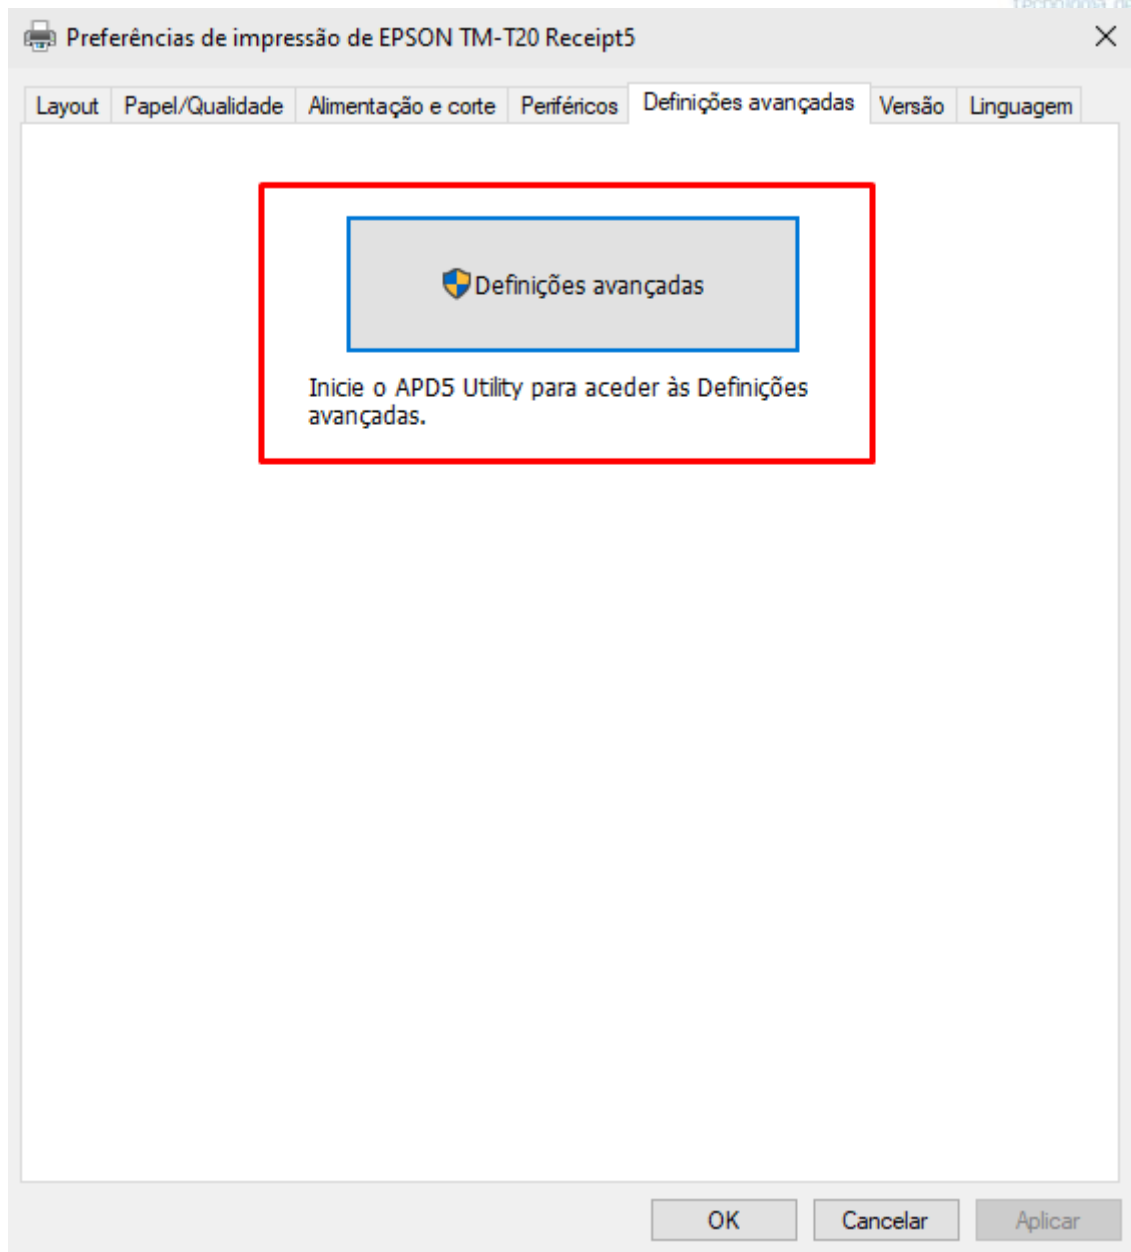 Preferências de impressão de EPSON TM-T20 Receipt5
Layout Papel/Qualidade Alimentação e corte Periféricos Definições avançadas Versão Linguagem
Definições avançadas
Inicie o APD5 Utility para aceder às Definições
avançadas.
OK Cancelar Aplicar